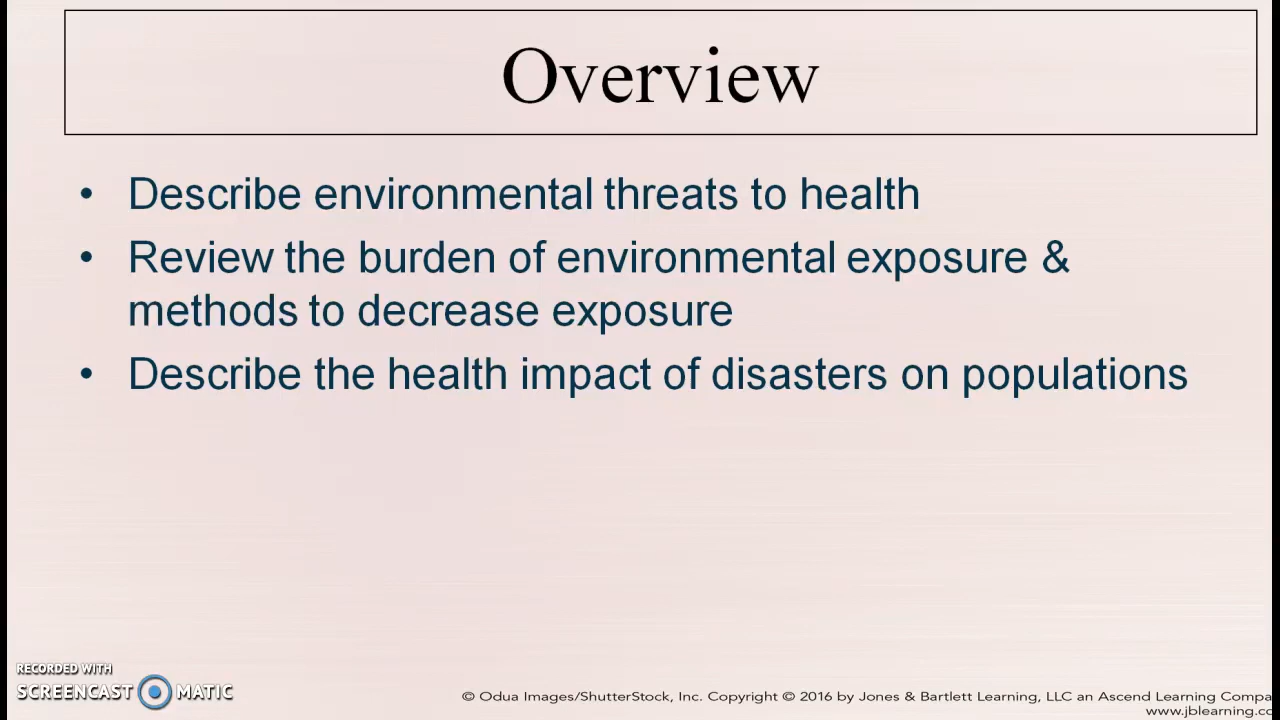 Overview
• Describe environmental threats to health
• Review the burden of environmental exposure &
methods to decrease exposure
• Describe the health impact of disasters on populations
RECORDED WITH
SCREENCAST MATIC
© Odua Images/ShutterStock, Inc. Copyright © 2016 by Jones & Bartlett Learning, LLC an Ascend Learning Compa
www.jblearning.co